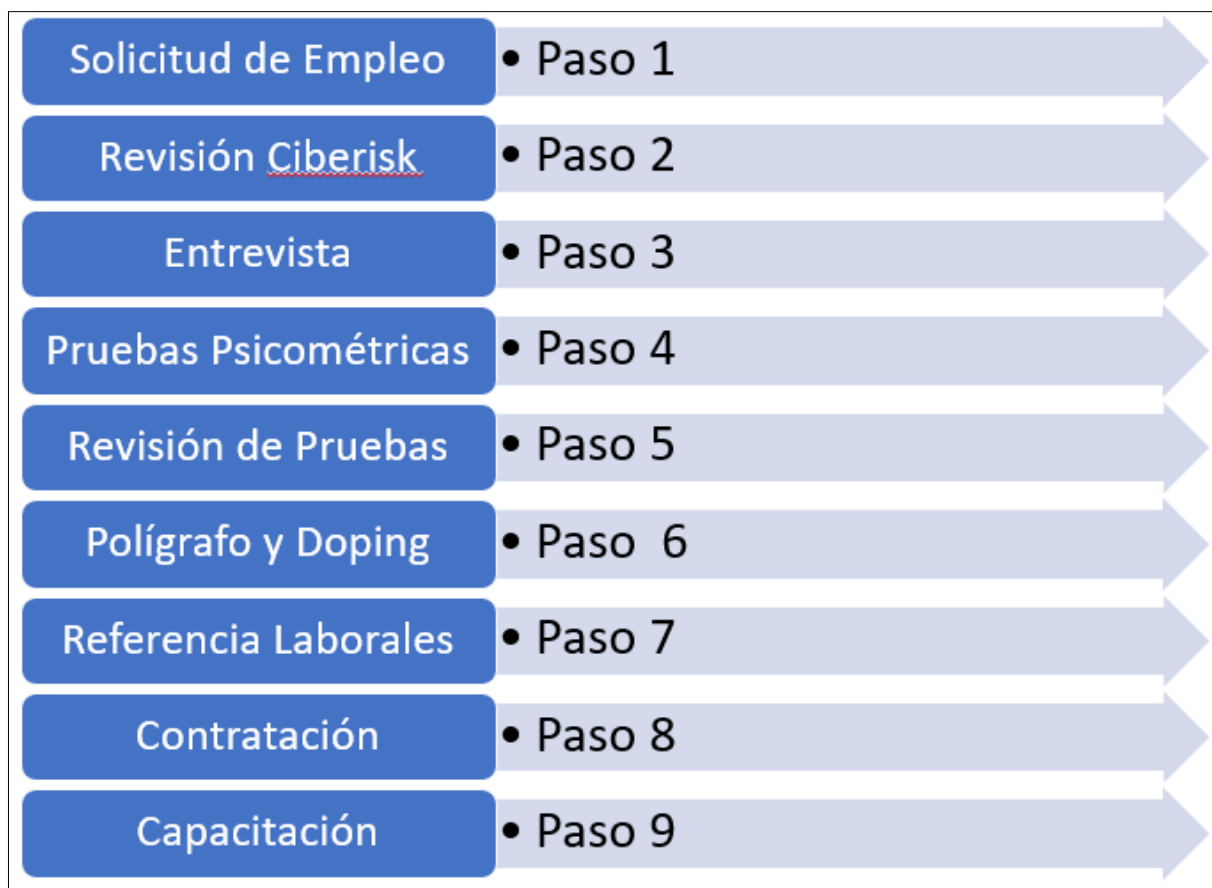 Solicitud de Empleo • Paso 1
Revisión Ciberisk • Paso 2
Entrevista • Paso 3
Pruebas Psicométricas • Paso 4
Revisión de Pruebas • Paso 5
Polígrafo y Doping • Paso  6
Referencia Laborales • Paso 7
Contratación • Paso 8
Capacitación • Paso 9